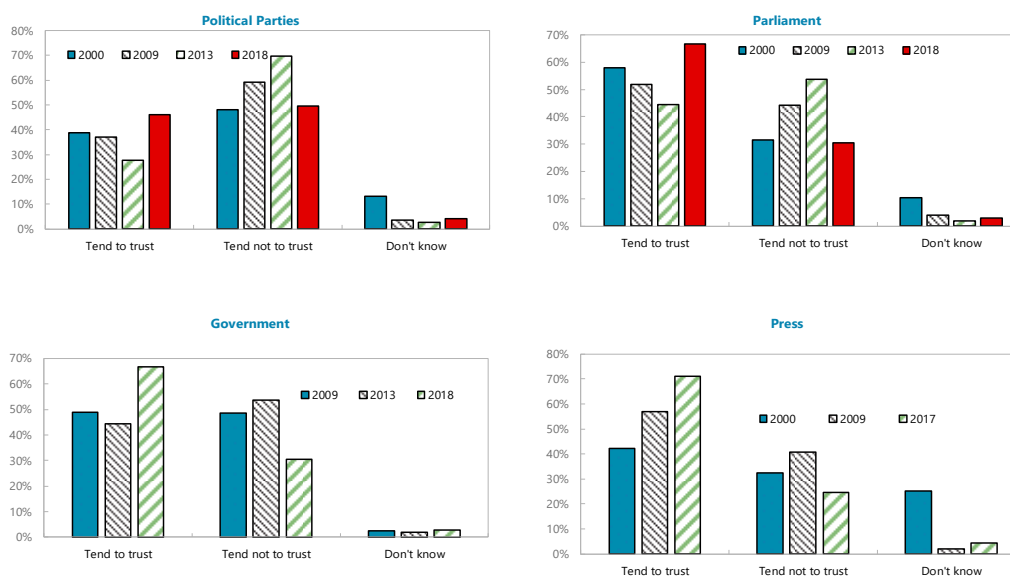 Political Parties
80%
70%
60%
50%
40%
30%
20%
10%
0%
2000 2009 2013 2018
Tend to trust Tend not to trust Don't know
Parliament
70%
60%
50%
40%
30%
20%
10%
0%
2000 2009 2013 2018
Tend to trust Tend not to trust Don't know
Government
70%
60%
50%
40%
30%
20%
10%
0%
2009 2013 2018
Tend to trust Tend not to trust Don't know
Press
80%
70%
60%
50%
40%
30%
20%
10%
0%
2000 2009 2017
Tend to trust Tend not to trust Don't know